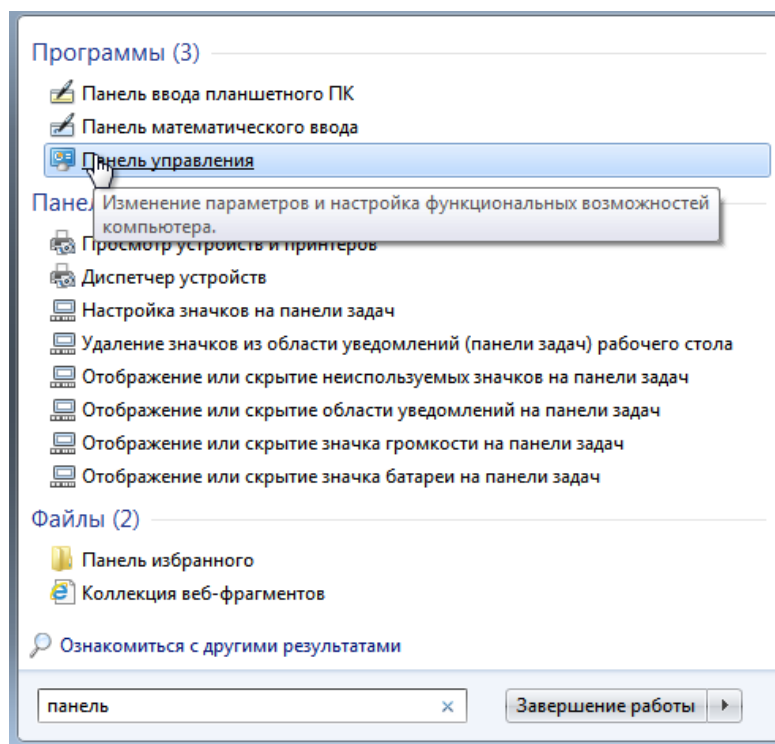 Программы (3)
Панель ввода планшетного ПК
Панель математического ввода
Панель управления
Изменение параметров и настройка функциональных возможностей
компьютера.
Просмотр устройств и принтеров
Диспетчер устройств
Настройка значков на панели задач
Удаление значков из области уведомлений (панели задач) рабочего стола
Отображение или скрытие неиспользуемых значков на панели задач
Отображение или скрытие области уведомлений на панели задач
Отображение или скрытие значка громкости на панели задач
Отображение или скрытие значка батареи на панели задач
Файлы (2)
Панель избранного
Коллекция веб-фрагментов
Ознакомиться с другими результатами
панель
Завершение работы